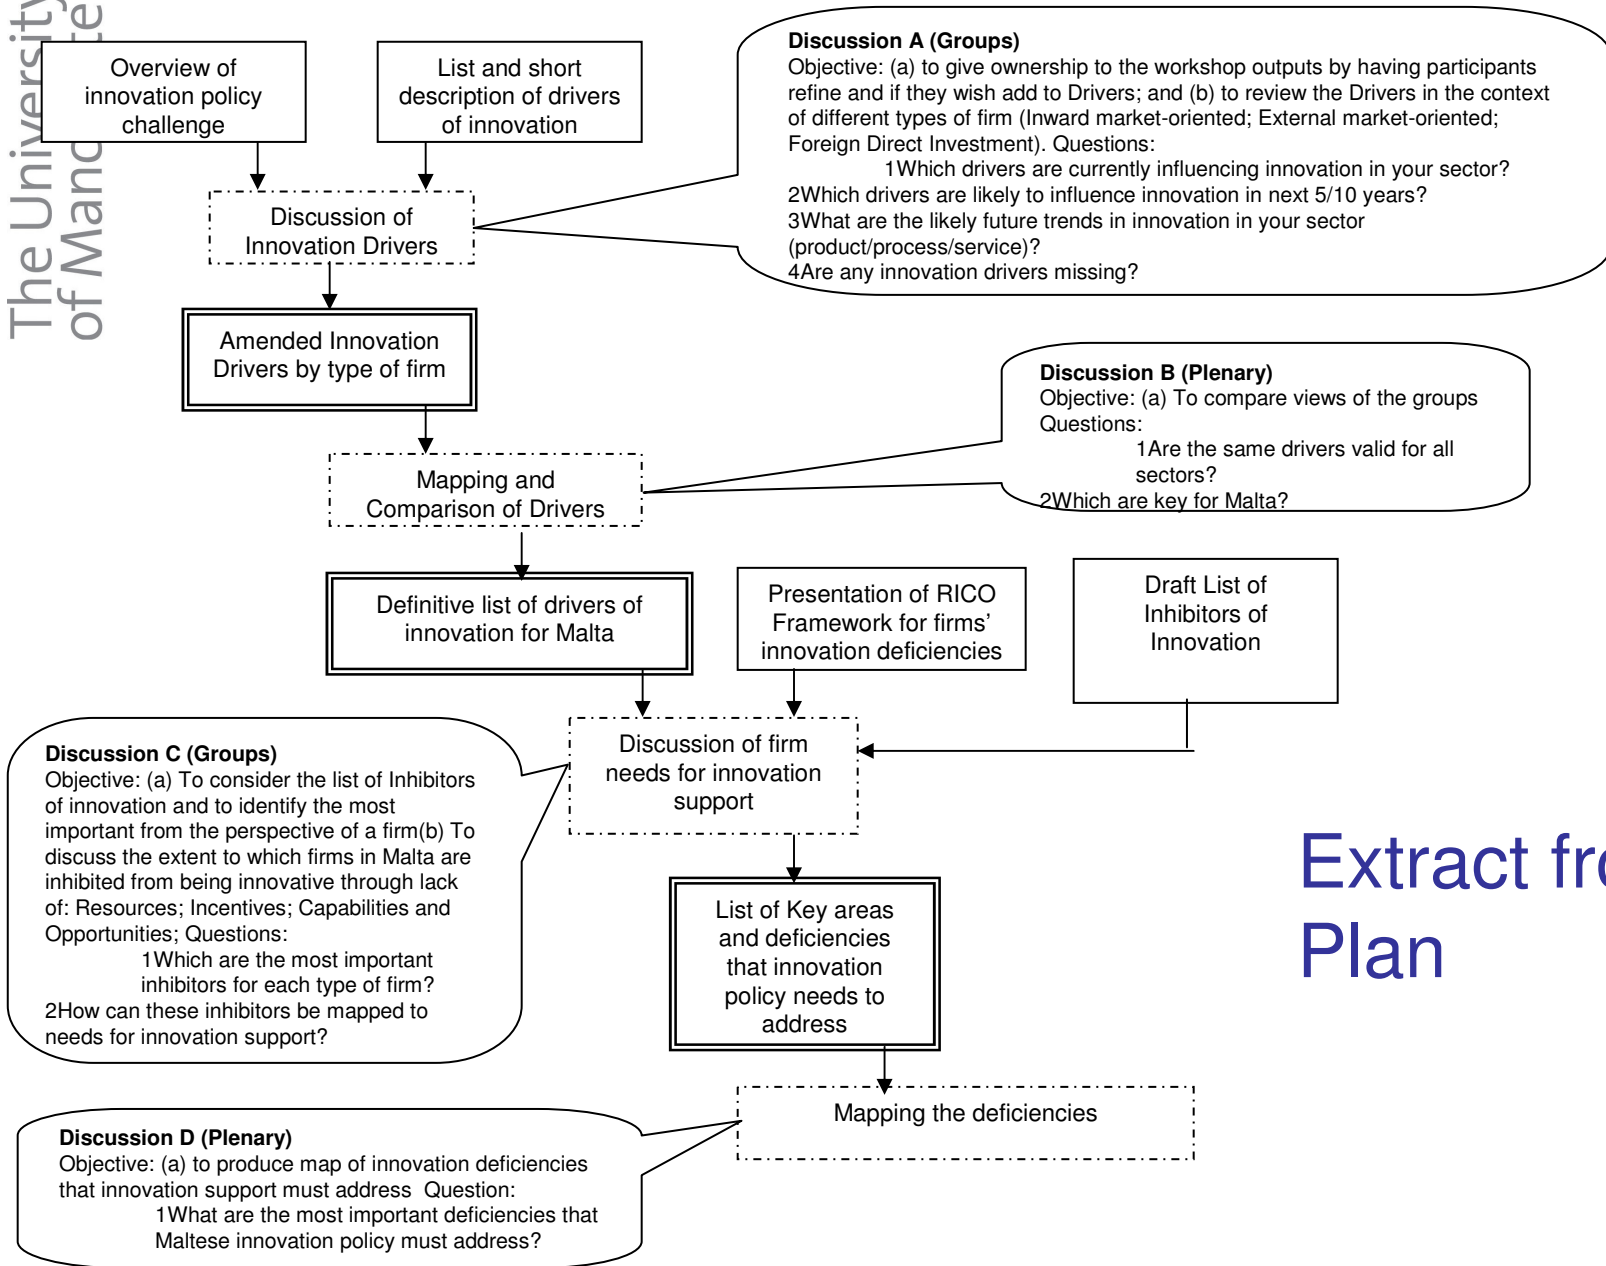 The University
of Manche
Overview of
innovation policy
challenge
List and short
description of drivers
of innovation
Discussion A (Groups)
Objective: (a) to give ownership to the workshop outputs by having participants
refine and if they wish add to Drivers; and (b) to review the Drivers in the context
of different types of firm (Inward market-oriented; External market-oriented;
Foreign Direct Investment). Questions:
1Which drivers are currently influencing innovation in your sector?
2Which drivers are likely to influence innovation in next 5/10 years?
3What are the likely future trends in innovation in your sector
(product/process/service)?
4Are any innovation drivers missing?
Discussion of
Innovation Drivers
Amended Innovation
Drivers by type of firm
Discussion B (Plenary)
Objective: (a) To compare views of the groups
Questions:
1Are the same drivers valid for all
sectors?
2Which are key for Malta?
Mapping and
Comparison of Drivers
Definitive list of drivers of
innovation for Malta
Presentation of RICO
Framework for firms'
innovation deficiencies
Draft List of
Inhibitors of
Innovation
Discussion C (Groups)
Objective: (a) To consider the list of Inhibitors
of innovation and to identify the most
important from the perspective of a firm(b) To
discuss the extent to which firms in Malta are
inhibited from being innovative through lack
of: Resources; Incentives; Capabilities and
Opportunities; Questions:
1Which are the most important
inhibitors for each type of firm?
2How can these inhibitors be mapped to
needs for innovation support?
Discussion of firm
needs for innovation
support
List of Key areas
and deficiencies
that innovation
policy needs to
address
Extract fro
Plan
Mapping the deficiencies
Discussion D (Plenary)
Objective: (a) to produce map of innovation deficiencies
that innovation support must address  Question:
1What are the most important deficiencies that
Maltese innovation policy must address?